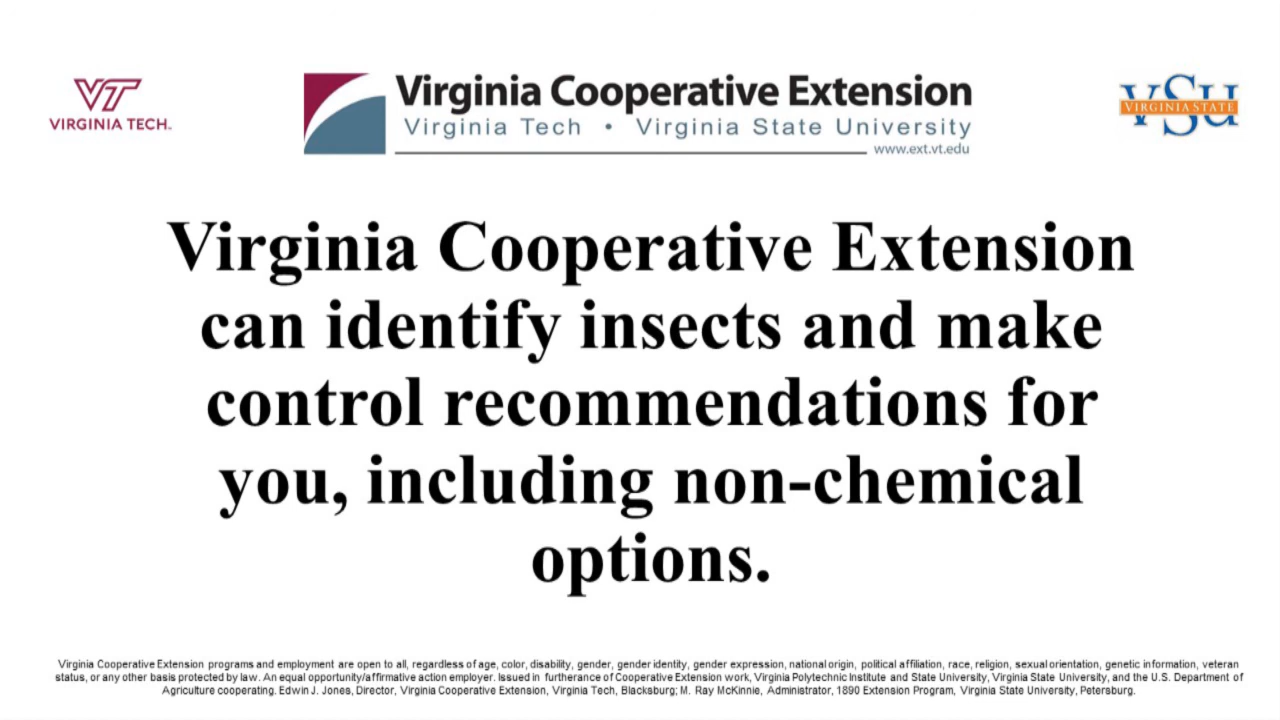 VT
VIRGINIA TECH.
Virginia Cooperative Extension
Virginia Tech • Virginia State University
www.ext.vt.edu
VSU
VIRGINIA STATE
Virginia Cooperative Extension
can identify insects and make
control recommendations for
you, including non-chemical
options.
Virginia Cooperative Extension programs and employment are open to all, regardless of age, color, disability, gender, gender identity, gender expression, national origin, political affiliation, race, religion, sexual orientation, genetic information, veteran
status, or any other basis protected by law. An equal opportunity/affirmative action employer. Issued in furtherance of Cooperative Extension work, Virginia Polytechnic Institute and State University, Virginia State University, and the U.S. Department of
Agriculture cooperating. Edwin J. Jones, Director, Virginia Cooperative Extension, Virginia Tech, Blacksburg; M. Ray McKinnie, Administrator, 1890 Extension Program, Virginia State University, Petersburg.